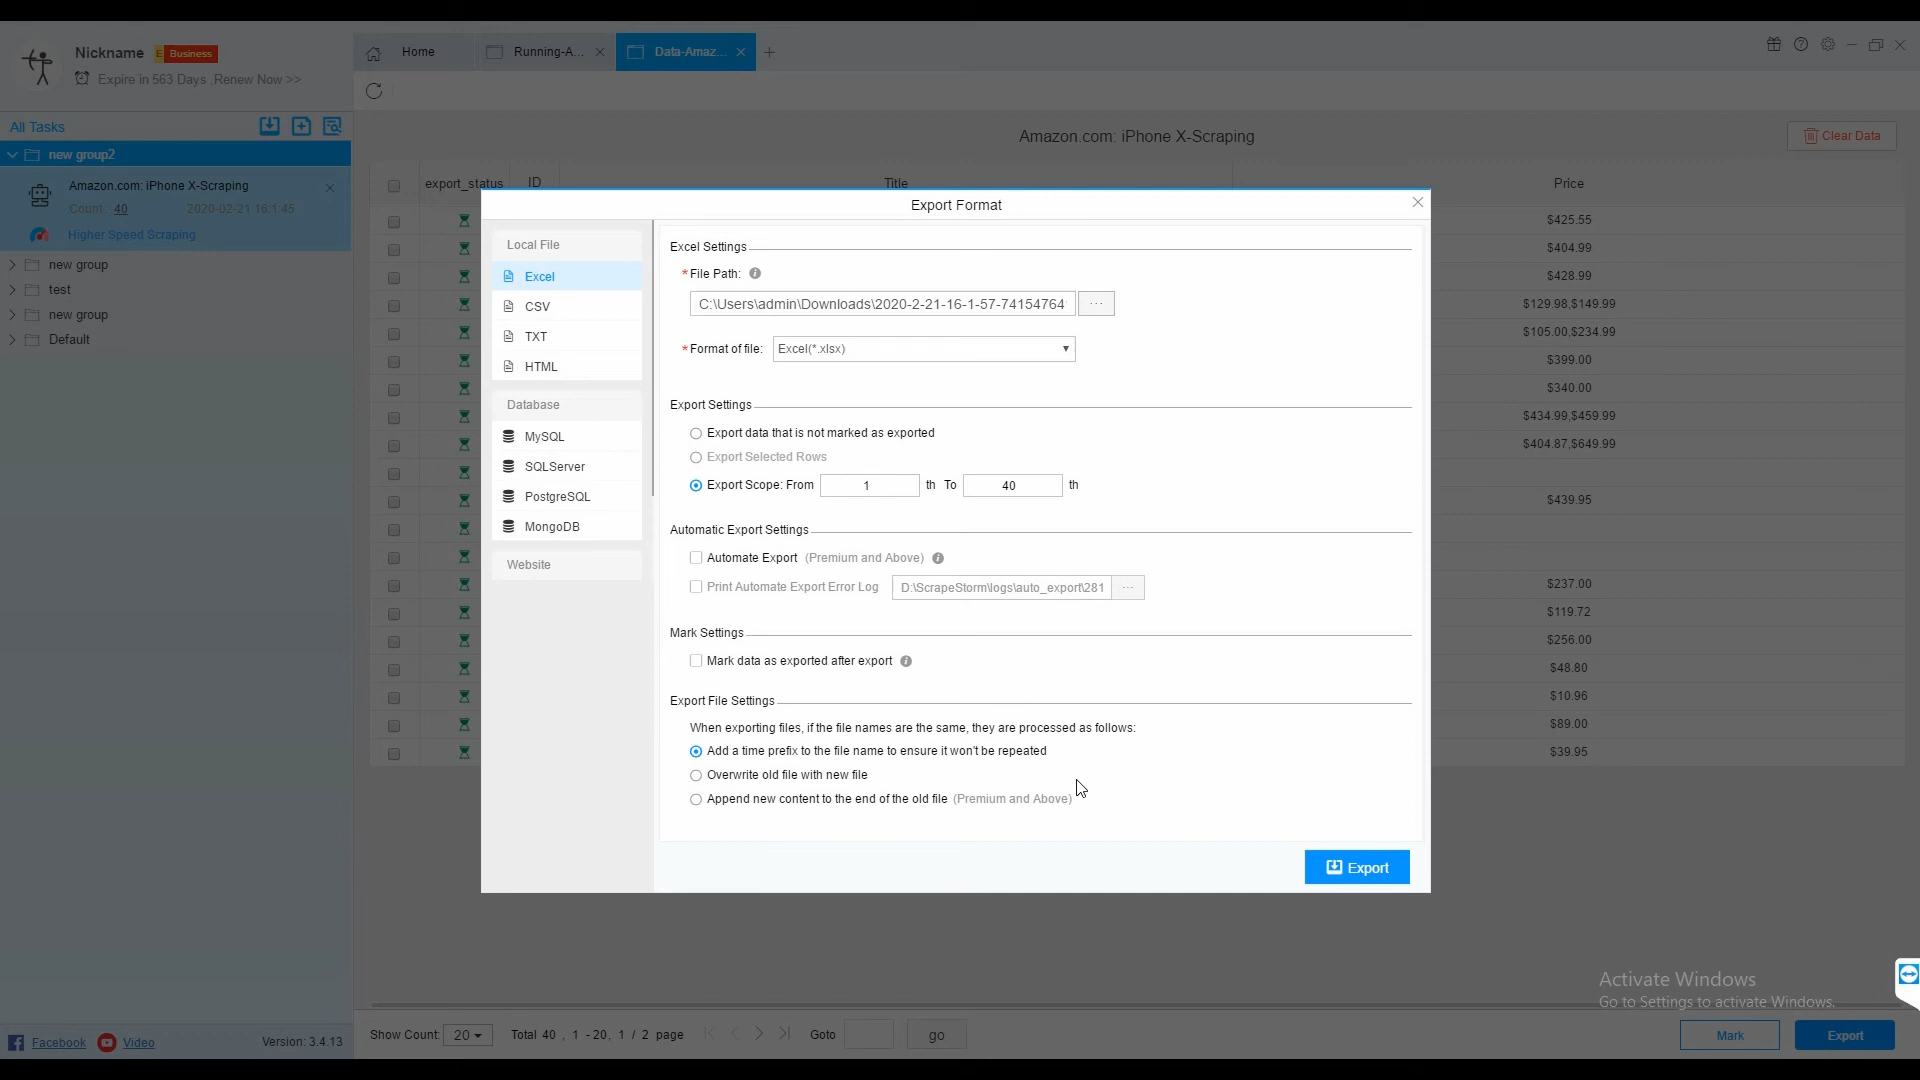 Nickname E Business
Expire in 563 Days ,Renew Now >>
Home
Running-A...
Data-Amaz...
All Tasks
new group2
Amazon.com: iPhone X-Scraping
Count 40 2020-02-21 16:1:45
Higher Speed Scraping
new group
test
new group
Default
Amazon.com: iPhone X-Scraping
Clear Data
export_status ID Title Price
$425.55
$404.99
$428.99
$129.98,$149.99
$105.00,$234.99
$399.00
$340.00
$434.99,$459.99
$404.87,$649.99
$439.95
$237.00
$119.72
$256.00
$48.80
$10.96
$89.00
$39.95
Export Format
Local File
Excel
CSV
TXT
HTML
Database
MySQL
SQLServer
PostgreSQL
MongoDB
Website
Excel Settings
*File Path:
C:\Users\admin\Downloads\2020-2-21-16-1-57-74154764
...
*Format of file: Excel(*.xlsx)
Export Settings
Export data that is not marked as exported
Export Selected Rows
Export Scope: From 1 th To 40 th
Automatic Export Settings
Automate Export (Premium and Above)
Print Automate Export Error Log D:\ScrapeStorm\logs\auto_export\281 ...
Mark Settings
Mark data as exported after export
Export File Settings
When exporting files, if the file names are the same, they are processed as follows:
Add a time prefix to the file name to ensure it won't be repeated
Overwrite old file with new file
Append new content to the end of the old file (Premium and Above)
Export
Activate Windows
Go to Settings to activate Windows.
Facebook Video Version: 3.4.13
Show Count: 20 Total 40 , 1 -20, 1 / 2 page Goto go
Mark Export